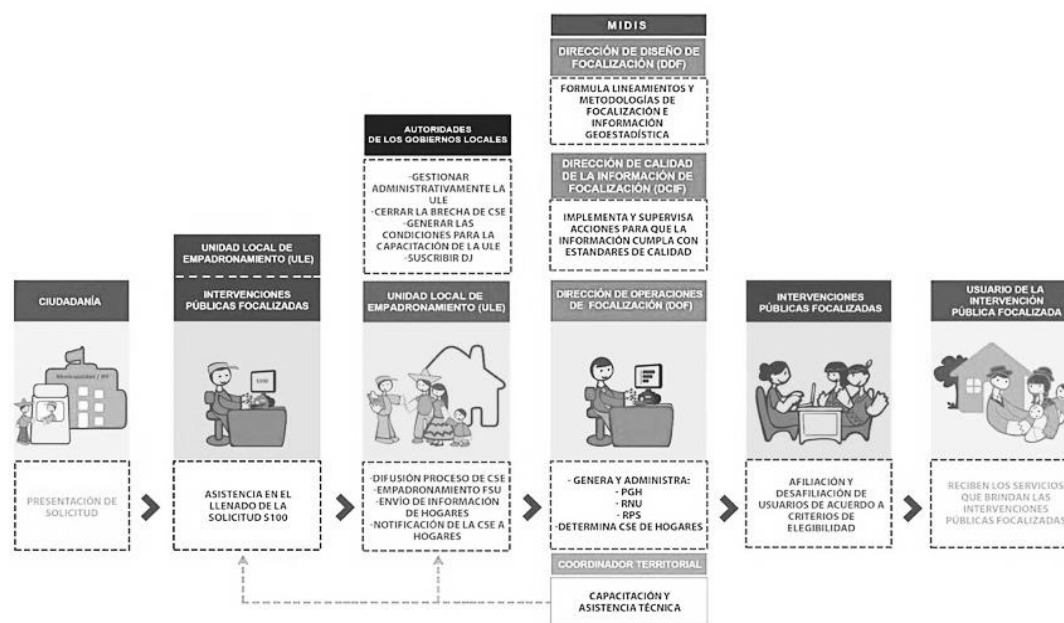 CIUDADANÍA
Municipalidad / IPF
PRESENTACIÓN DE
SOLICITUD
UNIDAD LOCAL DE
EMPADRONAMIENTO (ULE)
INTERVENCIONES
PÚBLICAS FOCALIZADAS
S100
ASISTENCIA EN EL
LLENADO DE LA
SOLICITUD S100
AUTORIDADES
DE LOS GOBIERNOS LOCALES
-GESTIONAR
ADMINISTRATIVAMENTE LA
ULE
-CERRAR LA BRECHA DE CSE
-GENERAR LAS
CONDICIONES PARA LA
CAPACITACIÓN DE LA ULE
-SUSCRIBIR DJ
UNIDAD LOCAL DE
EMPADRONAMIENTO (ULE)
-DIFUSIÓN PROCESO DE CSE
-EMPADRONAMIENTO FSU
-ENVÍO DE INFORMACIÓN DE
HOGARES
-NOTIFICACIÓN DE LA CSE A
HOGARES
MIDIS
DIRECCIÓN DE DISEÑO DE
FOCALIZACIÓN (DDF)
FORMULA LINEAMIENTOS Y
METODOLOGÍAS DE
FOCALIZACIÓN E
INFORMACIÓN
GEOESTADÍSTICA
DIRECCIÓN DE CALIDAD
DE LA INFORMACIÓN DE
FOCALIZACIÓN (DCIF)
IMPLEMENTA Y SUPERVISA
ACCIONES PARA QUE LA
INFORMACIÓN CUMPLA CON
ESTANDARES DE CALIDAD
DIRECCIÓN DE OPERACIONES
DE FOCALIZACIÓN (DOF)
- GENERA Y ADMINISTRA:
- PGH
- RNU
- RPS
-DETERMINA CSE DE HOGARES
COORDINADOR TERRITORIAL
CAPACITACIÓN Y
ASISTENCIA TÉCNICA
INTERVENCIONES
PÚBLICAS FOCALIZADAS
AFILIACIÓN Y
DESAFILIACIÓN DE
USUARIOS DE ACUERDO A
CRITERIOS DE
ELEGIBILIDAD
USUARIO DE LA
INTERVENCIÓN
PÚBLICA FOCALIZADA
RECIBEN LOS SERVICIOS
QUE BRINDAN LAS
INTERVENCIONES
PÚBLICAS FOCALIZADAS